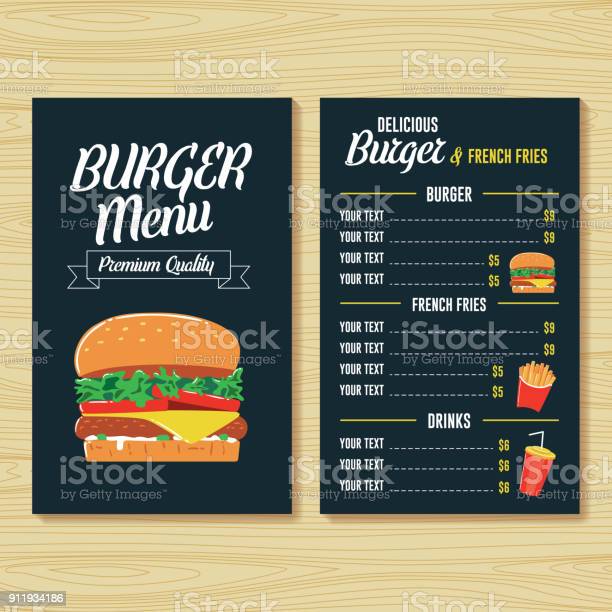 BURGER
Menu
Premium Quality
DELICIOUS
Burger & FRENCH FRIES
BURGER
YOUR TEXT $9
YOUR TEXT $9
YOUR TEXT $5
YOUR TEXT $5
FRENCH FRIES
YOUR TEXT $9
YOUR TEXT $9
YOUR TEXT $5
YOUR TEXT $5
DRINKS
YOUR TEXT $6
YOUR TEXT $6
YOUR TEXT $6
iStock
by Getty Images
iStock
Credit: 911934186